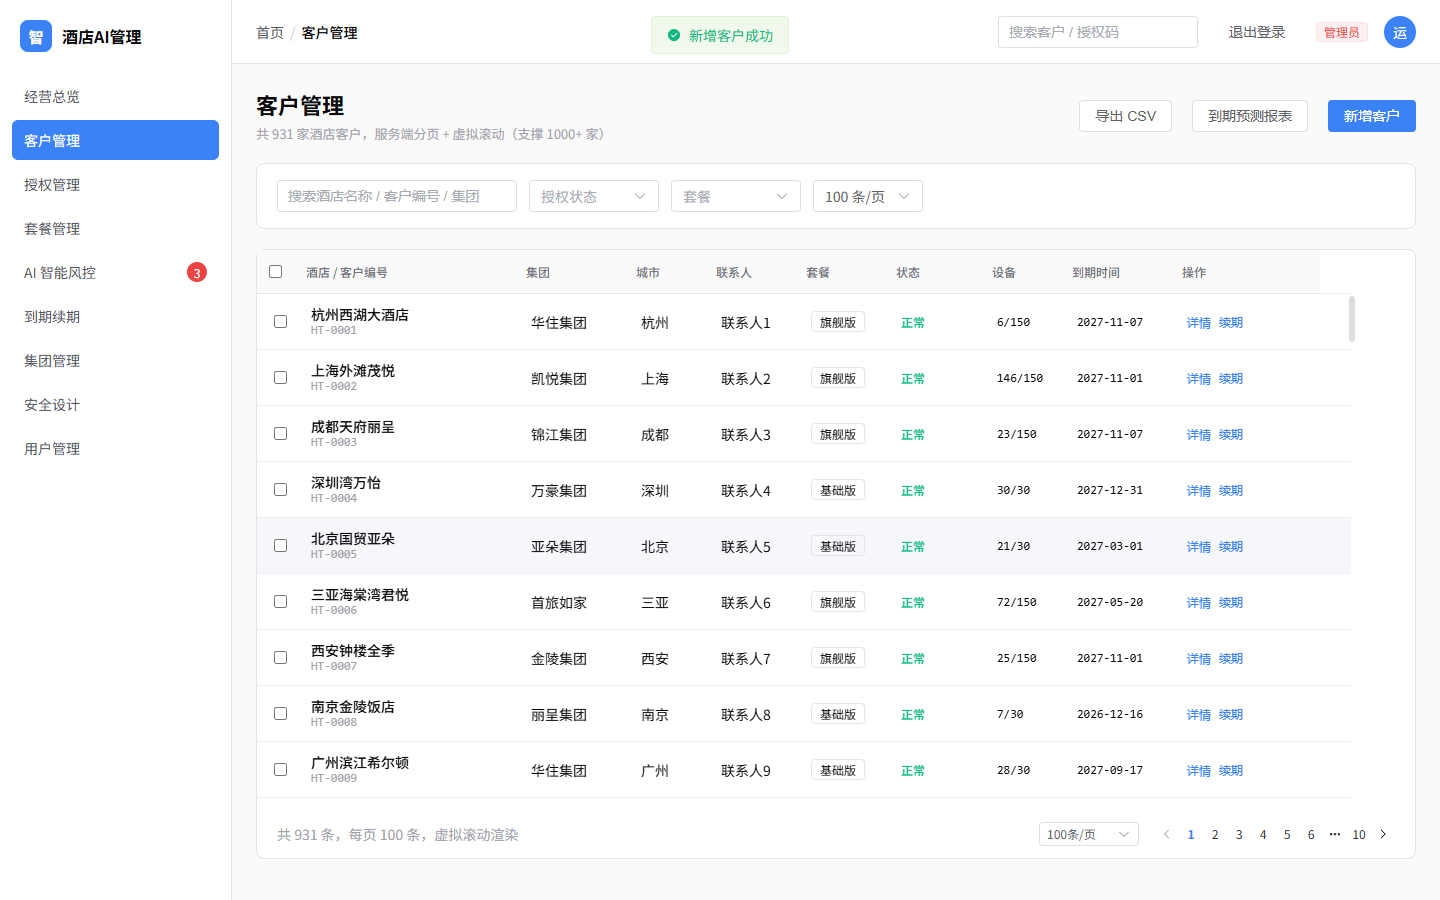 智 酒店AI管理
首页 / 客户管理
新增客户成功
搜索客户 / 授权码
退出登录
管理员
运
经营总览
客户管理
授权管理
套餐管理
AI 智能风控 3
到期续期
集团管理
安全设计
用户管理
客户管理
共 931 家酒店客户，服务端分页 + 虚拟滚动（支撑 1000+ 家）
导出 CSV
到期预测报表
新增客户
搜索酒店名称 / 客户编号 / 集团
授权状态
套餐
100 条/页
酒店 / 客户编号 集团 城市 联系人 套餐 状态 设备 到期时间 操作
杭州西湖大酒店
HT-0001
华住集团 杭州 联系人1 旗舰版 正常 6/150 2027-11-07 详情 续期
上海外滩茂悦
HT-0002
凯悦集团 上海 联系人2 旗舰版 正常 146/150 2027-11-01 详情 续期
成都天府丽呈
HT-0003
锦江集团 成都 联系人3 旗舰版 正常 23/150 2027-11-07 详情 续期
深圳湾万怡
HT-0004
万豪集团 深圳 联系人4 基础版 正常 30/30 2027-12-31 详情 续期
北京国贸亚朵
HT-0005
亚朵集团 北京 联系人5 基础版 正常 21/30 2027-03-01 详情 续期
三亚海棠湾君悦
HT-0006
首旅如家 三亚 联系人6 旗舰版 正常 72/150 2027-05-20 详情 续期
西安钟楼全季
HT-0007
金陵集团 西安 联系人7 旗舰版 正常 25/150 2027-11-01 详情 续期
南京金陵饭店
HT-0008
丽呈集团 南京 联系人8 基础版 正常 7/30 2026-12-16 详情 续期
广州滨江希尔顿
HT-0009
华住集团 广州 联系人9 基础版 正常 28/30 2027-09-17 详情 续期
共 931 条，每页 100 条，虚拟滚动渲染
100条/页
1 2 3 4 5 6 ··· 10